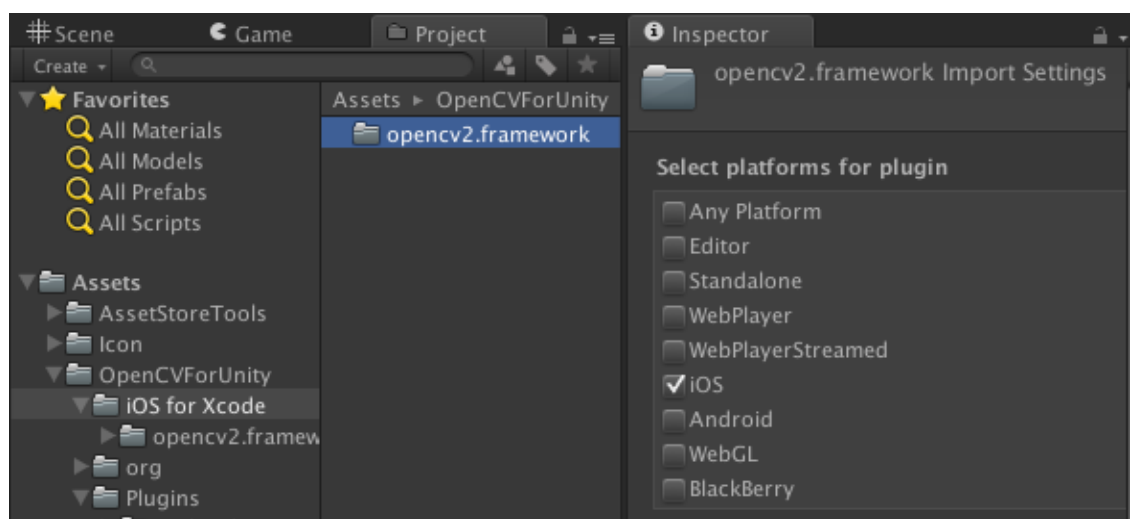 Scene
Game
Project
Create
Favorites
All Materials
All Models
All Prefabs
All Scripts
Assets
AssetStoreTools
Icon
OpenCVForUnity
iOS for Xcode
opencv2.framew
org
Plugins
Assets ▸ OpenCVForUnity
opencv2.framework
Inspector
opencv2.framework Import Settings
Select platforms for plugin
Any Platform
Editor
Standalone
WebPlayer
WebPlayerStreamed
iOS
Android
WebGL
BlackBerry